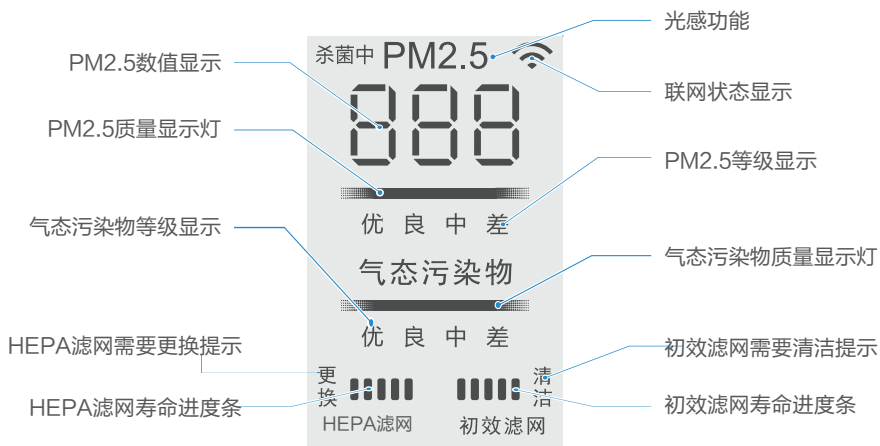 光感功能
杀菌中 PM2.5
PM2.5数值显示
联网状态显示
888
PM2.5质量显示灯
PM2.5等级显示
优 良 中 差
气态污染物等级显示
气态污染物质量显示灯
气态污染物
优 良 中 差
HEPA滤网需要更换提示
初效滤网需要清洁提示
更换
清洁
HEPA滤网寿命进度条
初效滤网寿命进度条
HEPA滤网
初效滤网